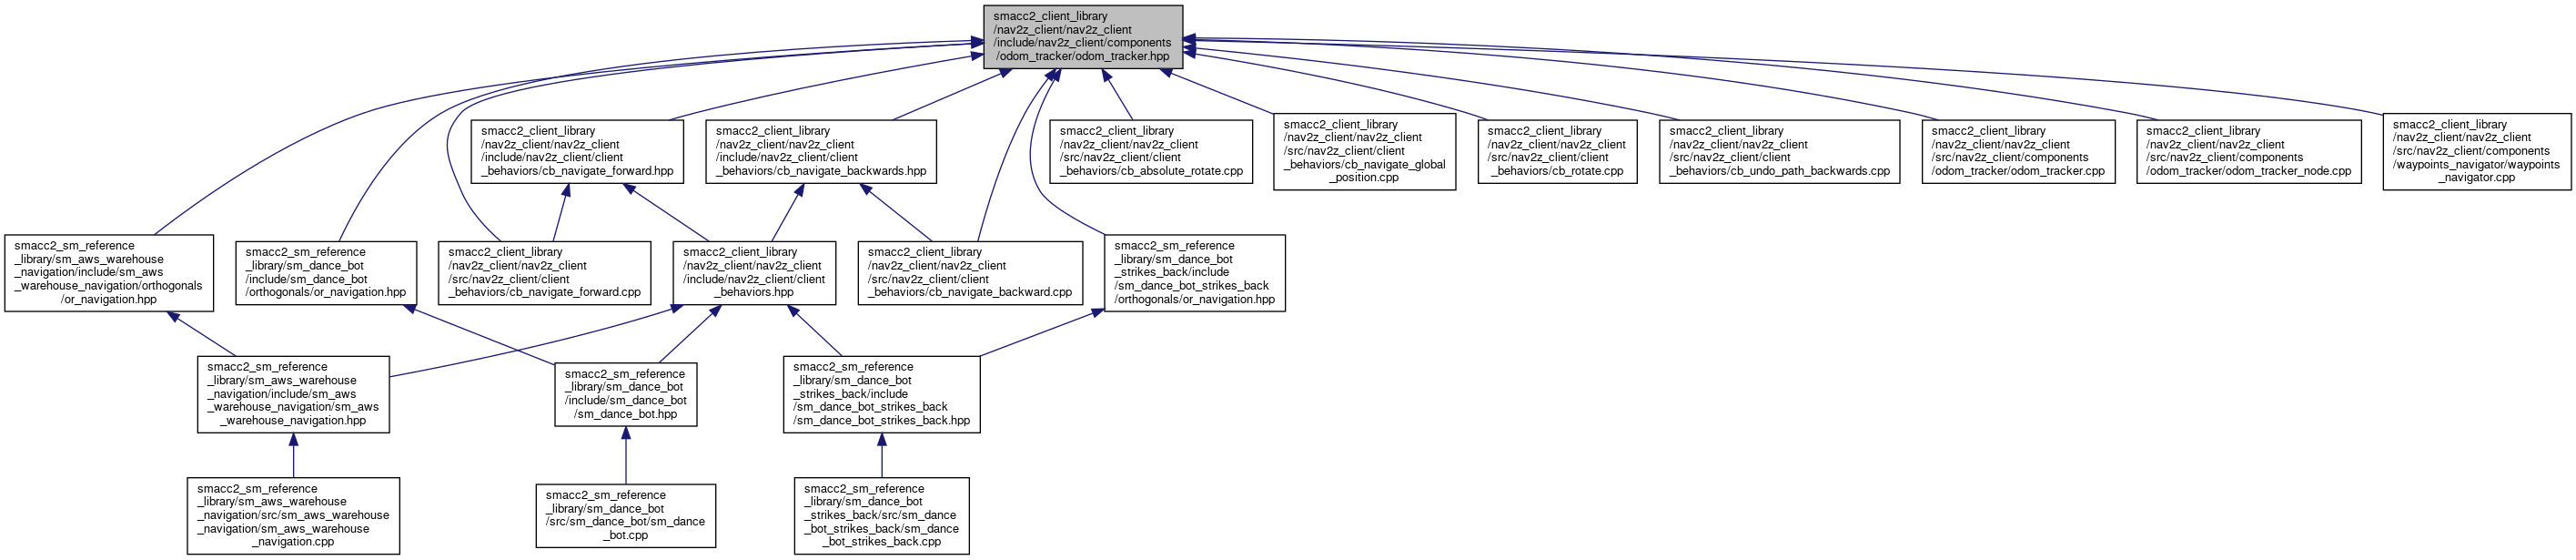 smacc2_client_library
/nav2z_client/nav2z_client
/include/nav2z_client/components
/odom_tracker/odom_tracker.hpp
smacc2_client_library
/nav2z_client/nav2z_client
/include/nav2z_client/client
_behaviors/cb_navigate_forward.hpp
smacc2_client_library
/nav2z_client/nav2z_client
/include/nav2z_client/client
_behaviors/cb_navigate_backwards.hpp
smacc2_client_library
/nav2z_client/nav2z_client
/src/nav2z_client/client
_behaviors/cb_absolute_rotate.cpp
smacc2_client_library
/nav2z_client/nav2z_client
/src/nav2z_client/client
_behaviors/cb_navigate_global
_position.cpp
smacc2_client_library
/nav2z_client/nav2z_client
/src/nav2z_client/client
_behaviors/cb_rotate.cpp
smacc2_client_library
/nav2z_client/nav2z_client
/src/nav2z_client/client
_behaviors/cb_undo_path_backwards.cpp
smacc2_client_library
/nav2z_client/nav2z_client
/src/nav2z_client/components
/odom_tracker/odom_tracker.cpp
smacc2_client_library
/nav2z_client/nav2z_client
/src/nav2z_client/components
/odom_tracker/odom_tracker_node.cpp
smacc2_client_library
/nav2z_client/nav2z_client
/src/nav2z_client/components
/waypoints_navigator/waypoints
_navigator.cpp
smacc2_sm_reference
_library/sm_aws_warehouse
_navigation/include/sm_aws
_warehouse_navigation/orthogonals
/or_navigation.hpp
smacc2_sm_reference
_library/sm_dance_bot
/include/sm_dance_bot
/orthogonals/or_navigation.hpp
smacc2_client_library
/nav2z_client/nav2z_client
/src/nav2z_client/client
_behaviors/cb_navigate_forward.cpp
smacc2_client_library
/nav2z_client/nav2z_client
/include/nav2z_client/client
_behaviors.hpp
smacc2_client_library
/nav2z_client/nav2z_client
/src/nav2z_client/client
_behaviors/cb_navigate_backward.cpp
smacc2_sm_reference
_library/sm_dance_bot
_strikes_back/include
/sm_dance_bot_strikes_back
/orthogonals/or_navigation.hpp
smacc2_sm_reference
_library/sm_aws_warehouse
_navigation/include/sm_aws
_warehouse_navigation/sm_aws
_warehouse_navigation.hpp
smacc2_sm_reference
_library/sm_dance_bot
/include/sm_dance_bot
/sm_dance_bot.hpp
smacc2_sm_reference
_library/sm_dance_bot
_strikes_back/include
/sm_dance_bot_strikes_back
/sm_dance_bot_strikes_back.hpp
smacc2_sm_reference
_library/sm_aws_warehouse
_navigation/src/sm_aws_warehouse
_navigation/sm_aws_warehouse
_navigation.cpp
smacc2_sm_reference
_library/sm_dance_bot
/src/sm_dance_bot/sm_dance
_bot.cpp
smacc2_sm_reference
_library/sm_dance_bot
_strikes_back/src/sm_dance
_bot_strikes_back/sm_dance
_bot_strikes_back.cpp